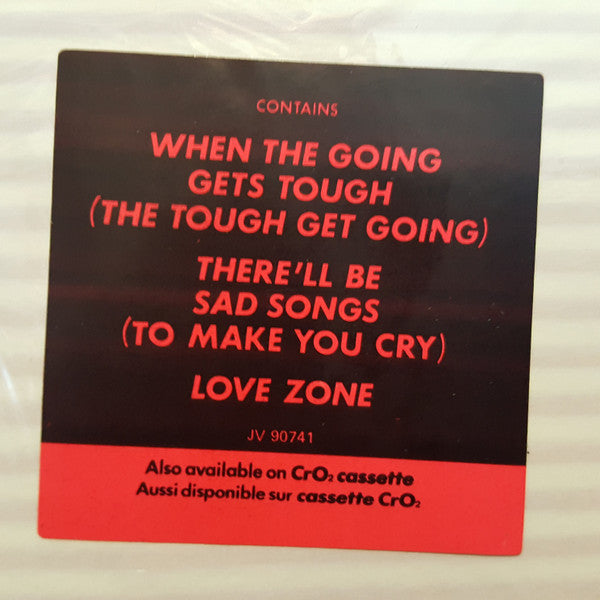 CONTAINS
WHEN THE GOING
GETS TOUGH
(THE TOUGH GET GOING)
THERE'LL BE
SAD SONGS
(TO MAKE YOU CRY)
LOVE ZONE
JV 90741
Also available on CrO₂ cassette
Aussi disponible sur cassette CrO₂